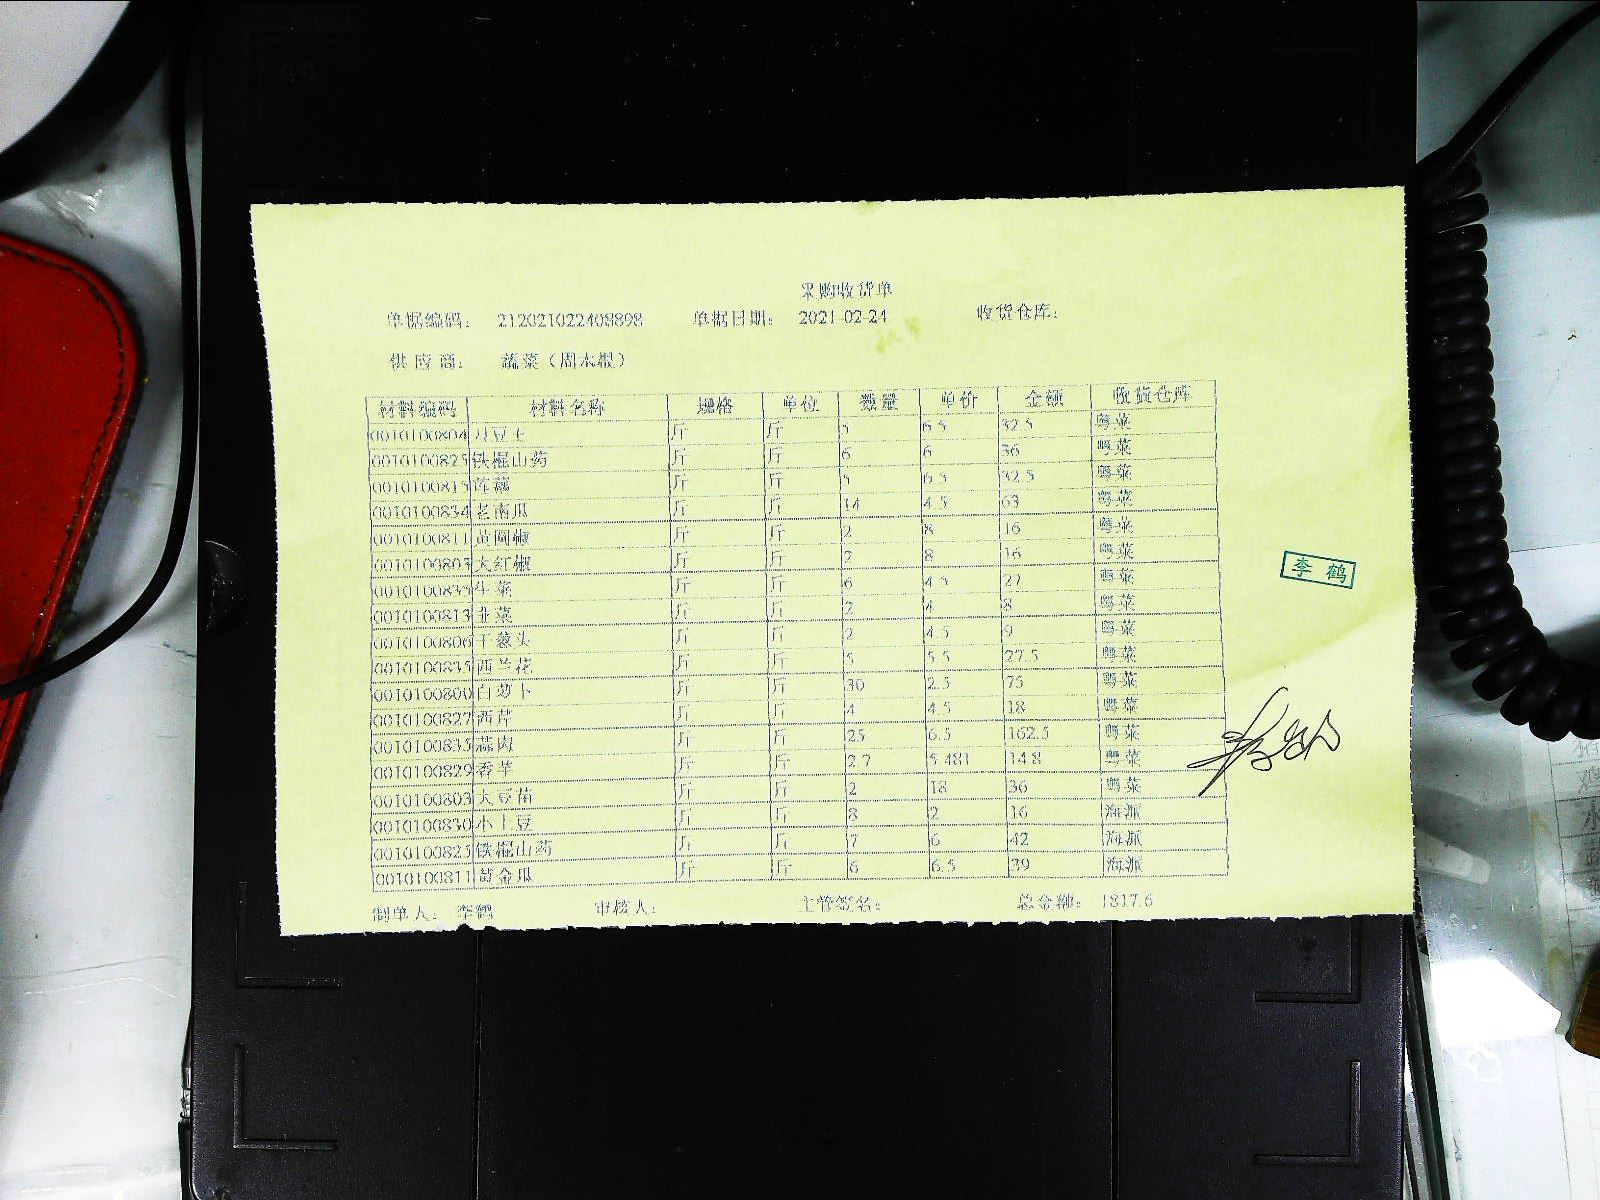 采购收货单
单据编码: 212021022408898 单据日期: 2021-02-24 收货仓库:
供应商: 蔬菜(周本根)
材料编码 材料名称 规格 单位 数量 单价 金额 收货仓库
0010100804 刀豆王 斤 斤 5 6.5 32.5 粤菜
0010100825 铁棍山药 斤 斤 6 6 36 粤菜
0010100815 莲藕 斤 斤 5 6.5 32.5 粤菜
0010100834 老南瓜 斤 斤 14 4.5 63 粤菜
0010100811 黄圆椒 斤 斤 2 8 16 粤菜
0010100803 大红椒 斤 斤 2 8 16 粤菜
0010100835 生菜 斤 斤 6 4.5 27 粤菜
0010100813 韭菜 斤 斤 2 4 8 粤菜
0010100806 干葱头 斤 斤 2 4.5 9 粤菜
0010100835 西兰花 斤 斤 5 5.5 27.5 粤菜
0010100800 白萝卜 斤 斤 30 2.5 75 粤菜
0010100827 西芹 斤 斤 4 4.5 18 粤菜
0010100835 蒜肉 斤 斤 25 6.5 162.5 粤菜
0010100829 香芋 斤 斤 2.7 5.481 14.8 粤菜
0010100803 大豆苗 斤 斤 2 18 36 粤菜
0010100830 小土豆 斤 斤 8 2 16 海派
0010100825 铁棍山药 斤 斤 7 6 42 海派
0010100811 黄金瓜 斤 斤 6 6.5 39 海派
制单人: 李鹤 审核人: 主管签名: 总金额: 1817.6
李鹤